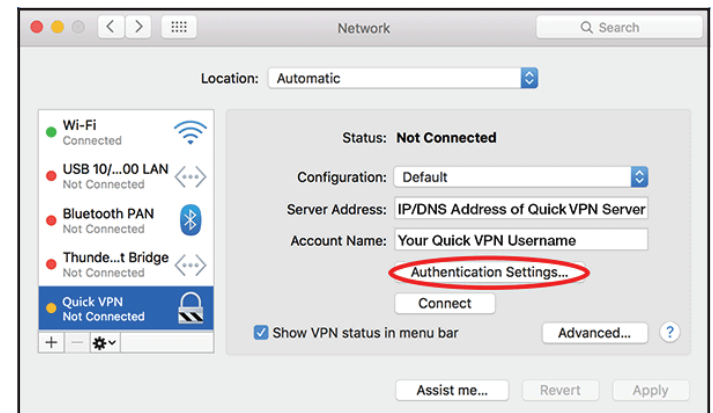 Network
Search
Location: Automatic
Wi-Fi
Connected
USB 10/...00 LAN
Not Connected
Bluetooth PAN
Not Connected
Thunde...t Bridge
Not Connected
Quick VPN
Not Connected
+ −
Status: Not Connected
Configuration: Default
Server Address: IP/DNS Address of Quick VPN Server
Account Name: Your Quick VPN Username
Authentication Settings...
Connect
Show VPN status in menu bar
Advanced... ?
Assist me... Revert Apply